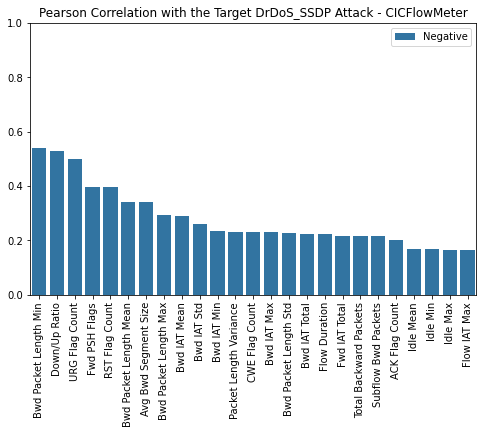 Pearson Correlation with the Target DrDoS_SSDP Attack - CICFlowMeter
Negative
1.0
0.8
0.6
0.4
0.2
0.0
Bwd Packet Length Min
Down/Up Ratio
URG Flag Count
Fwd PSH Flags
RST Flag Count
Bwd Packet Length Mean
Avg Bwd Segment Size
Bwd Packet Length Max
Bwd IAT Mean
Bwd IAT Std
Bwd IAT Min
Packet Length Variance
CWE Flag Count
Bwd IAT Max
Bwd Packet Length Std
Bwd IAT Total
Flow Duration
Fwd IAT Total
Total Backward Packets
Subflow Bwd Packets
ACK Flag Count
Idle Mean
Idle Min
Idle Max
Flow IAT Max